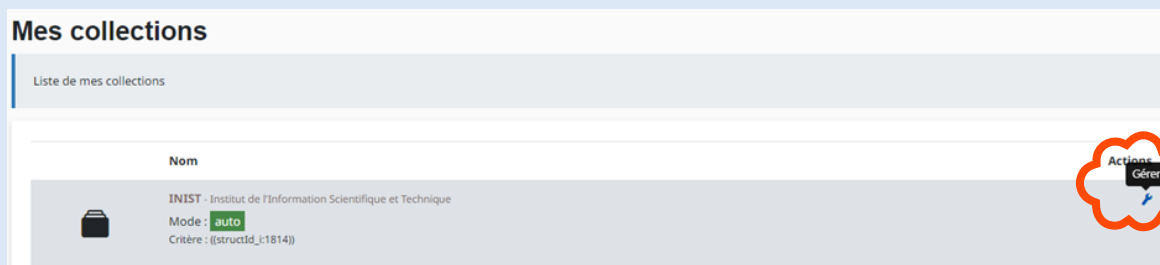 Mes collections
Liste de mes collections
Nom
Actions
Gérer
INIST - Institut de l'Information Scientifique et Technique
Mode : auto
Critère : ((structId_i:1814))